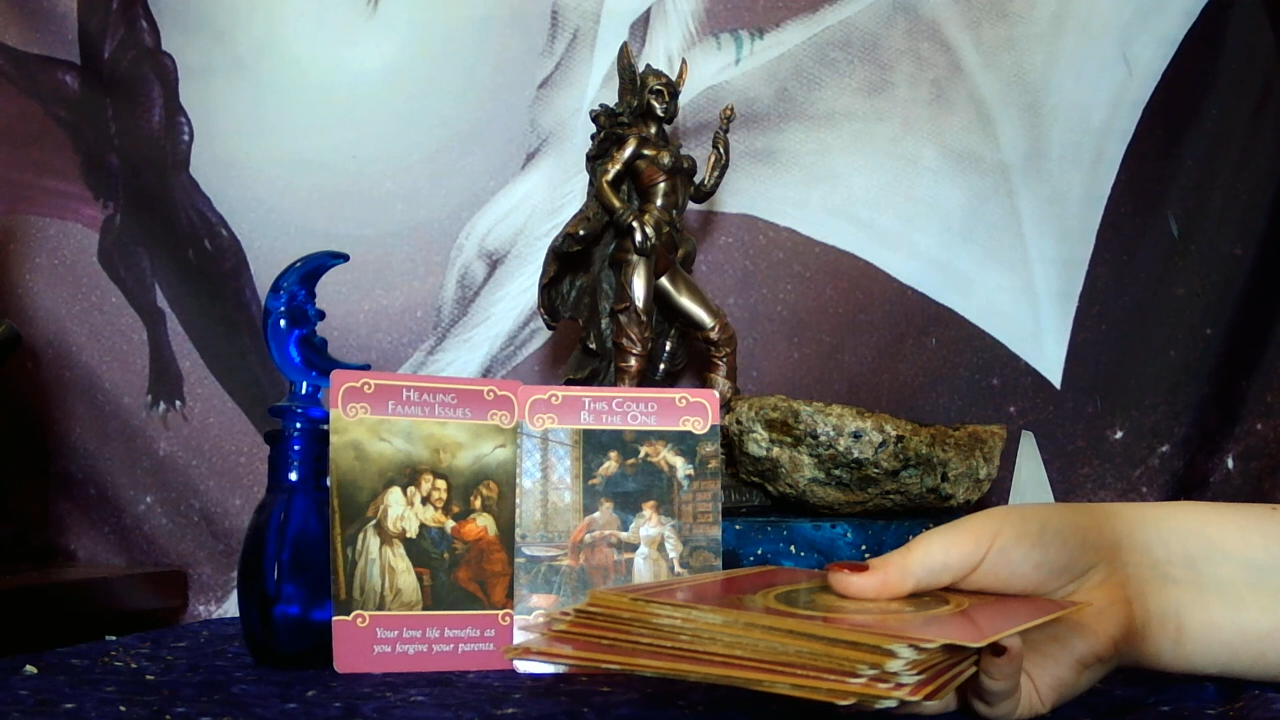 HEALING
FAMILY ISSUES
Your love life benefits as
you forgive your parents.
THIS COULD
BE THE ONE